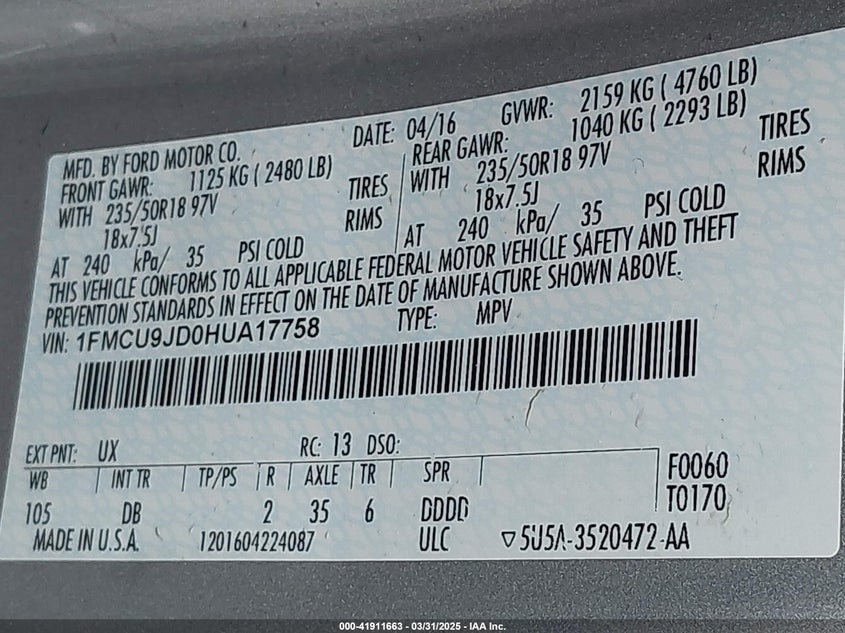 MFD. BY FORD MOTOR CO. DATE: 04/16 GVWR: 2159 KG ( 4760 LB)
FRONT GAWR: 1125 KG ( 2480 LB) REAR GAWR: 1040 KG ( 2293 LB)
WITH 235/50R18 97V TIRES WITH 235/50R18 97V TIRES
18x7.5J RIMS 18x7.5J RIMS
AT 240 kPa/ 35 PSI COLD AT 240 kPa/ 35 PSI COLD
THIS VEHICLE CONFORMS TO ALL APPLICABLE FEDERAL MOTOR VEHICLE SAFETY AND THEFT
PREVENTION STANDARDS IN EFFECT ON THE DATE OF MANUFACTURE SHOWN ABOVE.
VIN: 1FMCU9JD0HUA17758 TYPE: MPV
EXT PNT: UX RC: 13 DSO:
WB INT TR TP/PS R AXLE TR SPR F0060
105 DB 2 35 6 DDDD T0170
MADE IN U.S.A. 1201604224087 ULC ▽5U5A-3520472-AA
000-41911663 - 03/31/2025 - IAA Inc.